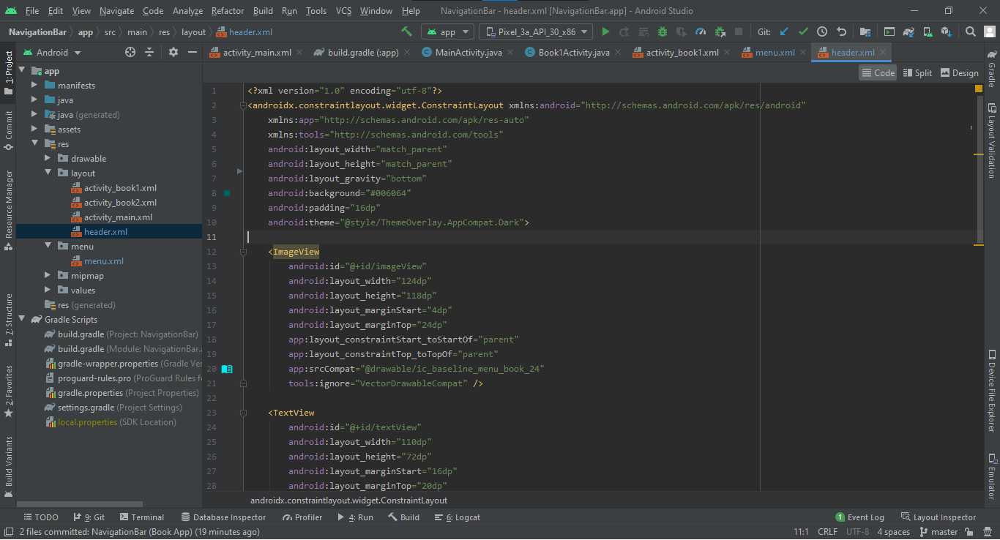 File Edit View Navigate Code Analyze Refactor Build Run Tools VCS Window Help NavigationBar - header.xml [NavigationBar.app] - Android Studio
NavigationBar app src main res layout header.xml app Pixel_3a_API_30_x86 Git:
Android
activity_main.xml build.gradle (:app) MainActivity.java Book1Activity.java activity_book1.xml menu.xml header.xml
Code Split Design
1: Project
Commit
Resource Manager
7: Structure
2: Favorites
Build Variants
app
manifests
java
java (generated)
assets
res
drawable
layout
activity_book1.xml
activity_book2.xml
activity_main.xml
header.xml
menu
menu.xml
mipmap
values
res (generated)
Gradle Scripts
build.gradle (Project: NavigationBar)
build.gradle (Module: NavigationBar.a
gradle-wrapper.properties (Gradle Ver
proguard-rules.pro (ProGuard Rules fo
gradle.properties (Project Properties)
settings.gradle (Project Settings)
local.properties (SDK Location)
1 <?xml version="1.0" encoding="utf-8"?>
2 <androidx.constraintlayout.widget.ConstraintLayout xmlns:android="http://schemas.android.com/apk/res/android"
3 xmlns:app="http://schemas.android.com/apk/res-auto"
4 xmlns:tools="http://schemas.android.com/tools"
5 android:layout_width="match_parent"
6 android:layout_height="match_parent"
7 android:layout_gravity="bottom"
8 android:background="#006064"
9 android:padding="16dp"
10 android:theme="@style/ThemeOverlay.AppCompat.Dark">
11
12 <ImageView
13 android:id="@+id/imageView"
14 android:layout_width="124dp"
15 android:layout_height="118dp"
16 android:layout_marginStart="4dp"
17 android:layout_marginTop="24dp"
18 app:layout_constraintStart_toStartOf="parent"
19 app:layout_constraintTop_toTopOf="parent"
20 app:srcCompat="@drawable/ic_baseline_menu_book_24"
21 tools:ignore="VectorDrawableCompat" />
22
23 <TextView
24 android:id="@+id/textView"
25 android:layout_width="110dp"
26 android:layout_height="72dp"
27 android:layout_marginStart="16dp"
28 android:layout_marginTop="20dp"
androidx.constraintlayout.widget.ConstraintLayout
Gradle
Layout Validation
Device File Explorer
Emulator
TODO 9: Git Terminal Database Inspector Profiler 4: Run Build 6: Logcat 1 Event Log Layout Inspector
2 files committed: NavigationBar (Book App) (19 minutes ago) 11:1 CRLF UTF-8 4 spaces master